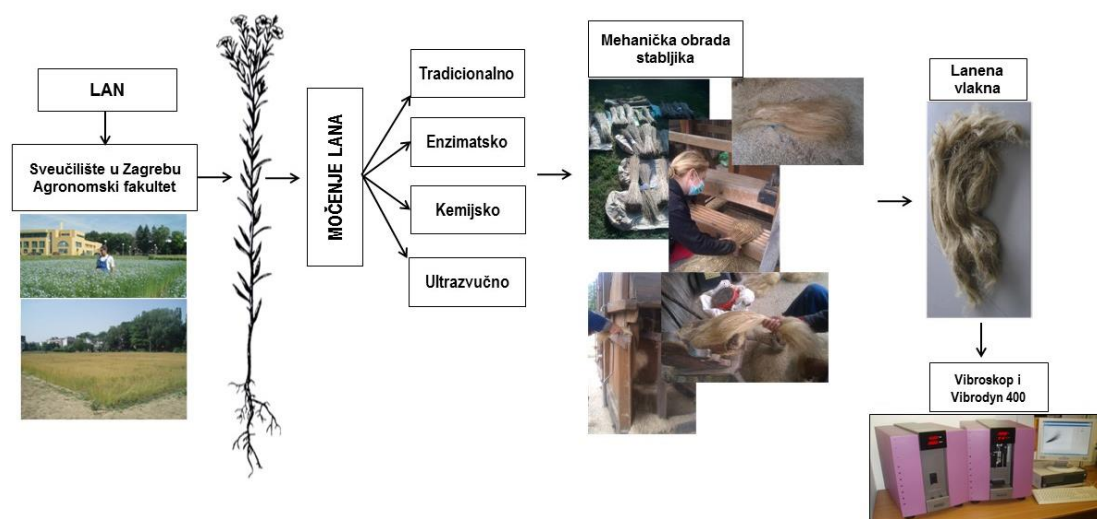 LAN
Sveučilište u Zagrebu
Agronomski fakultet
MOČENJE LANA
Tradicionalno
Enzimatsko
Kemijsko
Ultrazvučno
Mehanička obrada
stabljika
Lanena
vlakna
Vibroskop i
Vibrodyn 400